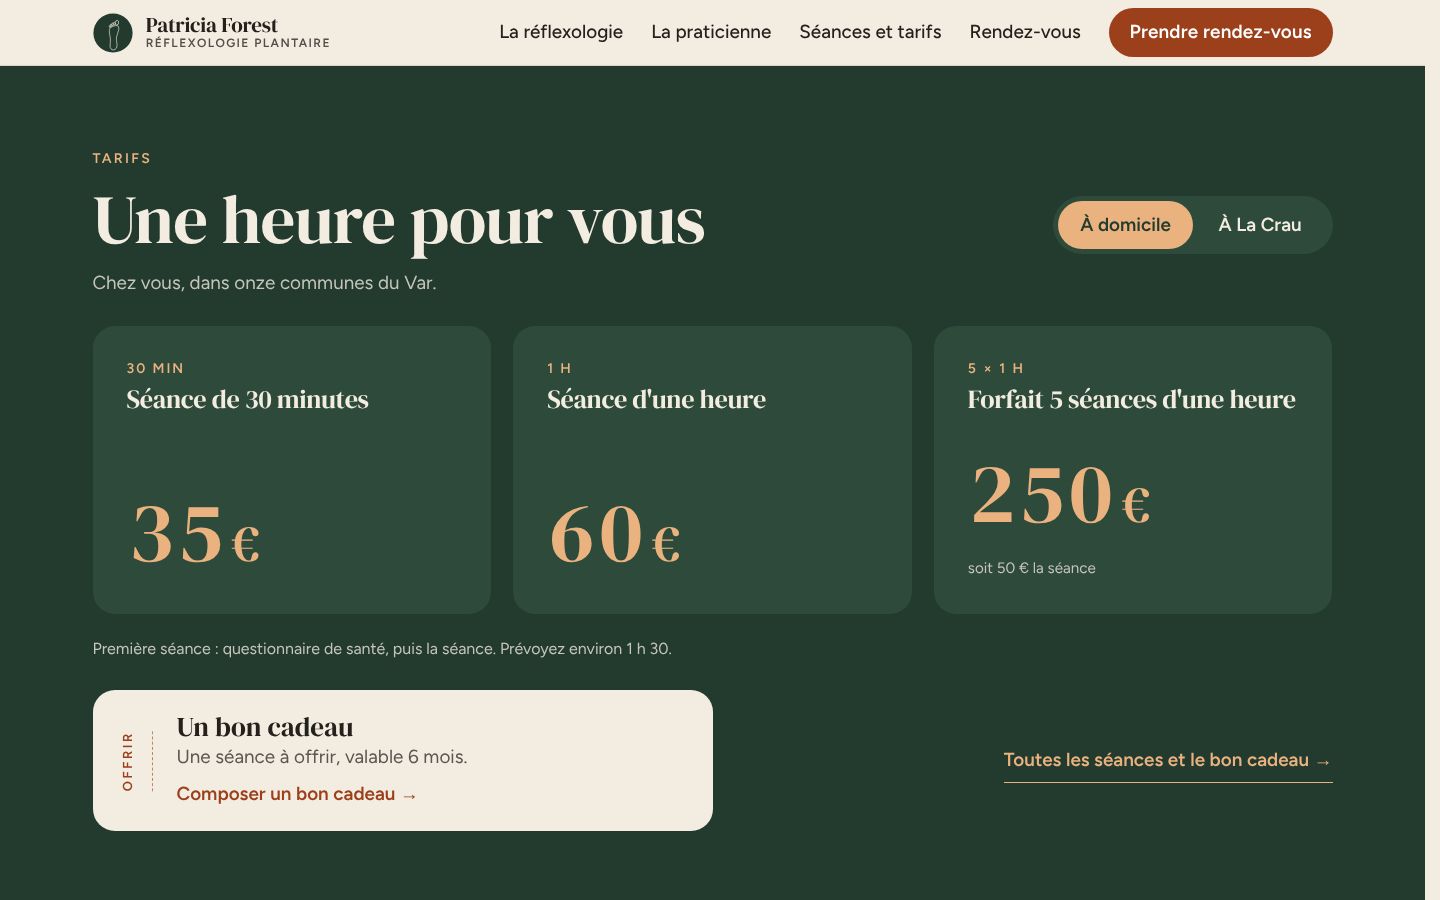 Patricia Forest
RÉFLEXOLOGIE PLANTAIRE
La réflexologie
La praticienne
Séances et tarifs
Rendez-vous
Prendre rendez-vous
TARIFS
Une heure pour vous
À domicile
À La Crau
Chez vous, dans onze communes du Var.
30 MIN
Séance de 30 minutes
35 €
1 H
Séance d'une heure
60 €
5 × 1 H
Forfait 5 séances d'une heure
250 €
soit 50 € la séance
Première séance : questionnaire de santé, puis la séance. Prévoyez environ 1 h 30.
OFFRIR
Un bon cadeau
Une séance à offrir, valable 6 mois.
Composer un bon cadeau →
Toutes les séances et le bon cadeau →